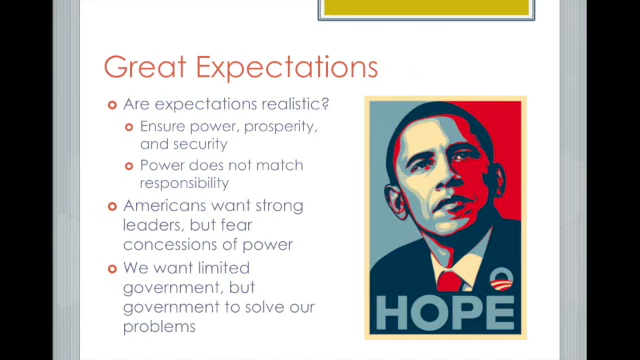 Great Expectations
Are expectations realistic?
Ensure power, prosperity,
and security
Power does not match
responsibility
Americans want strong
leaders, but fear
concessions of power
We want limited
government, but
government to solve our
problems
HOPE